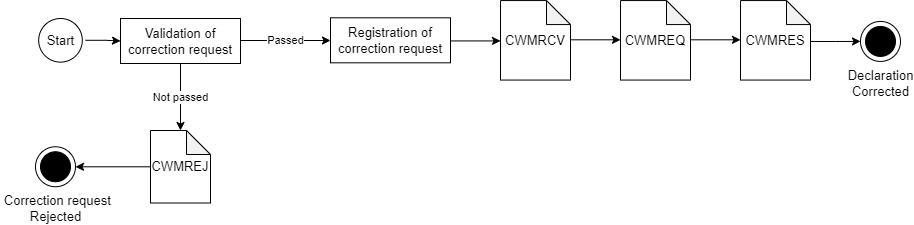 Start
Validation of
correction request
Passed
Registration of
correction request
CWMRCV
CWMREQ
CWMRES
Declaration
Corrected
Not passed
CWMREJ
Correction request
Rejected